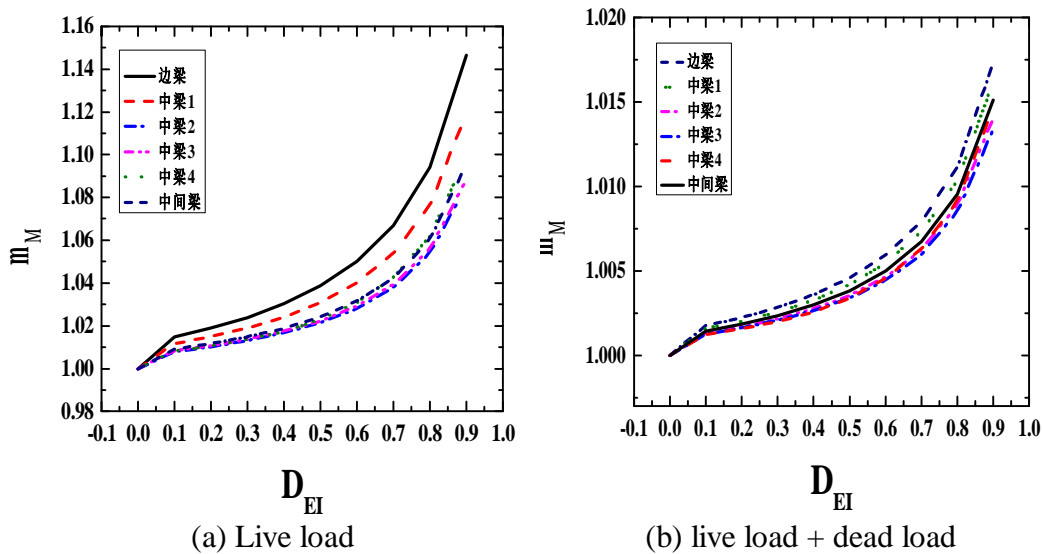 1.16
1.14
1.12
1.10
1.08
1.06
1.04
1.02
1.00
0.98
m_M
边梁
中梁1
中梁2
中梁3
中梁4
中间梁
-0.1 0.0 0.1 0.2 0.3 0.4 0.5 0.6 0.7 0.8 0.9 1.0
D_EI
(a) Live load
1.020
1.015
1.010
1.005
1.000
m_M
边梁
中梁1
中梁2
中梁3
中梁4
中间梁
-0.1 0.0 0.1 0.2 0.3 0.4 0.5 0.6 0.7 0.8 0.9 1.0
D_EI
(b) live load + dead load